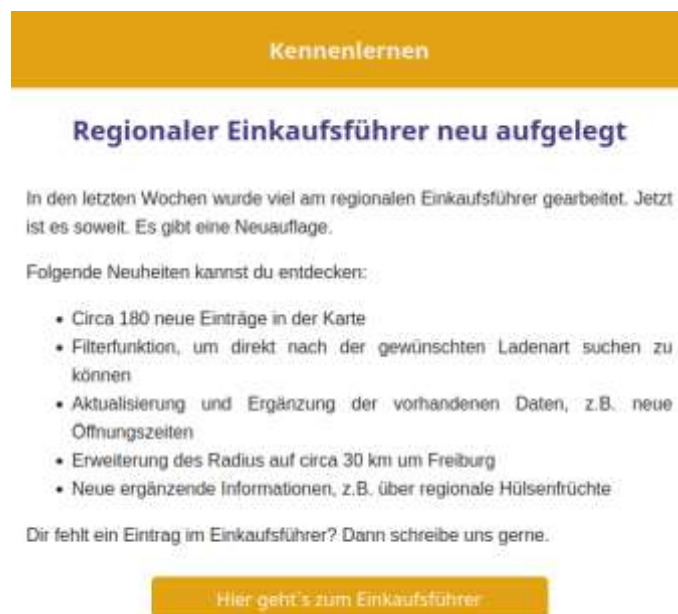 Kennenlernen
Regionaler Einkaufsführer neu aufgelegt
In den letzten Wochen wurde viel am regionalen Einkaufsführer gearbeitet. Jetzt
ist es soweit. Es gibt eine Neuauflage.
Folgende Neuheiten kannst du entdecken:
• Circa 180 neue Einträge in der Karte
• Filterfunktion, um direkt nach der gewünschten Ladenart suchen zu
können
• Aktualisierung und Ergänzung der vorhandenen Daten, z.B. neue
Öffnungszeiten
• Erweiterung des Radius auf circa 30 km um Freiburg
• Neue ergänzende Informationen, z.B. über regionale Hülsenfrüchte
Dir fehlt ein Eintrag im Einkaufsführer? Dann schreibe uns gerne.
Hier geht`s zum Einkaufsführer